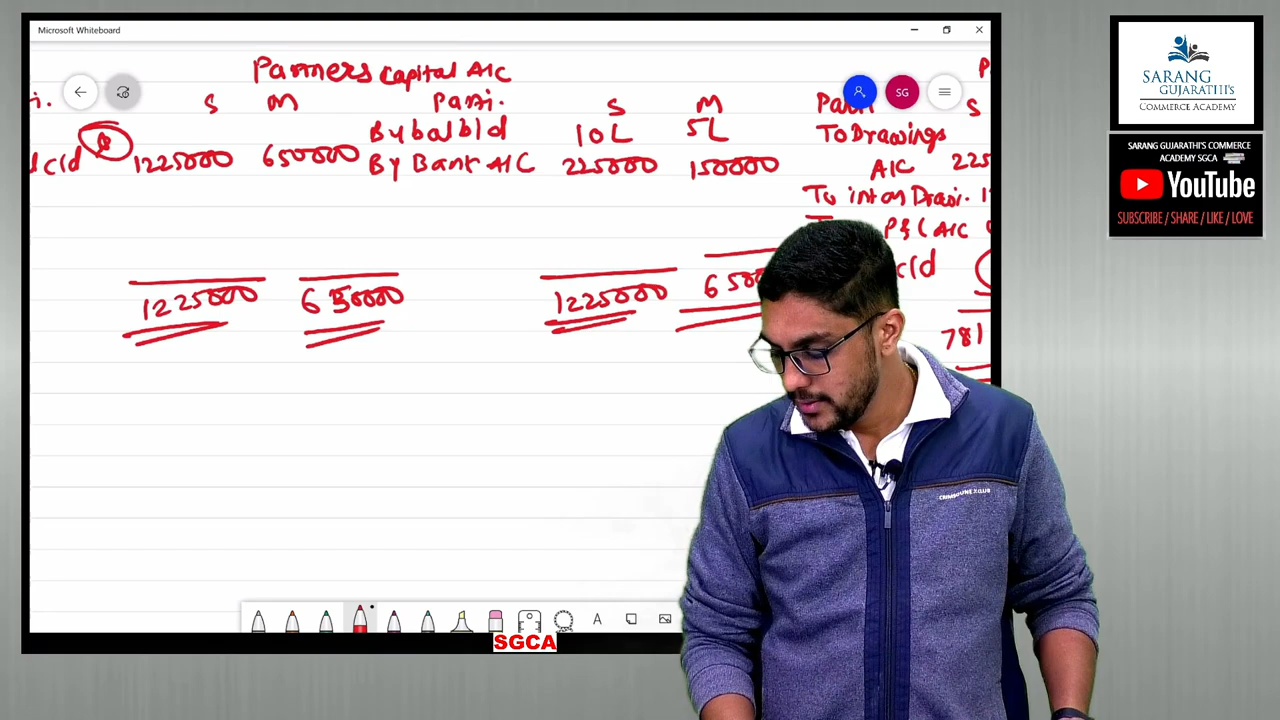 Microsoft Whiteboard
Partners Capital A/C
S M Parti. S M
By bal b/d 10L 5L
c/d 1225000 650000 By Bank A/C 225000 150000
1225000 650000 1225000
To Drawings
A/C
To int on Drawi.
P&L A/C
c/d
781
SG
A
SGCA
SARANG
GUJARATHI'S
COMMERCE ACADEMY
SARANG GUJARATHI'S COMMERCE
ACADEMY SGCA
YouTube
SUBSCRIBE / SHARE / LIKE / LOVE